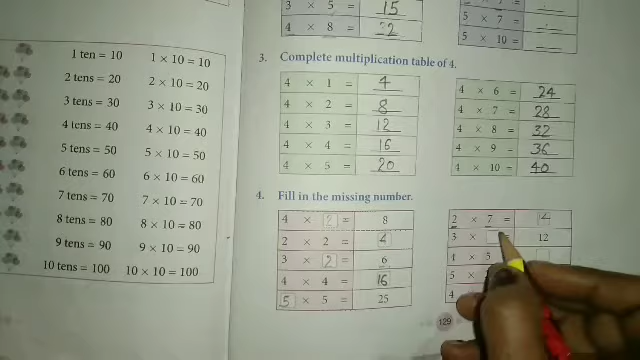 3 × 5 = 15
4 × 8 =
5 × 7 =
5 × 10 =
1 ten = 10 1 × 10 = 10
2 tens = 20 2 × 10 = 20
3 tens = 30 3 × 10 = 30
4 tens = 40 4 × 10 = 40
5 tens = 50 5 × 10 = 50
6 tens = 60 6 × 10 = 60
7 tens = 70 7 × 10 = 70
8 tens = 80 8 × 10 = 80
9 tens = 90 9 × 10 = 90
10 tens = 100 10 × 10 = 100
3. Complete multiplication table of 4.
4 × 1 = 4
4 × 2 = 8
4 × 3 = 12
4 × 4 = 16
4 × 5 = 20
4 × 6 = 24
4 × 7 = 28
4 × 8 = 32
4 × 9 = 36
4 × 10 = 40
4. Fill in the missing number.
4 × 2 = 8
2 × 2 = 4
3 × 2 = 6
4 × 4 = 16
5 × 5 = 25
2 × 7 =
3 × = 12
4 × 5
5 ×
4
129